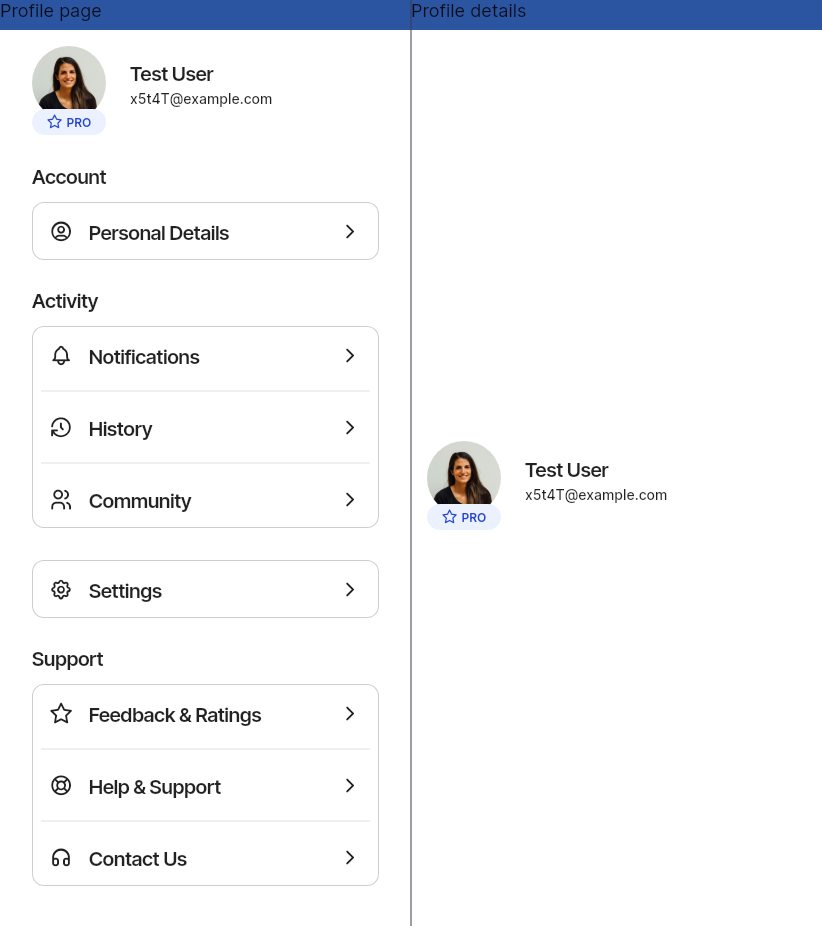 Profile page
Test User
x5t4T@example.com
PRO
Account
Personal Details
Activity
Notifications
History
Community
Settings
Support
Feedback & Ratings
Help & Support
Contact Us
Profile details
Test User
x5t4T@example.com
PRO